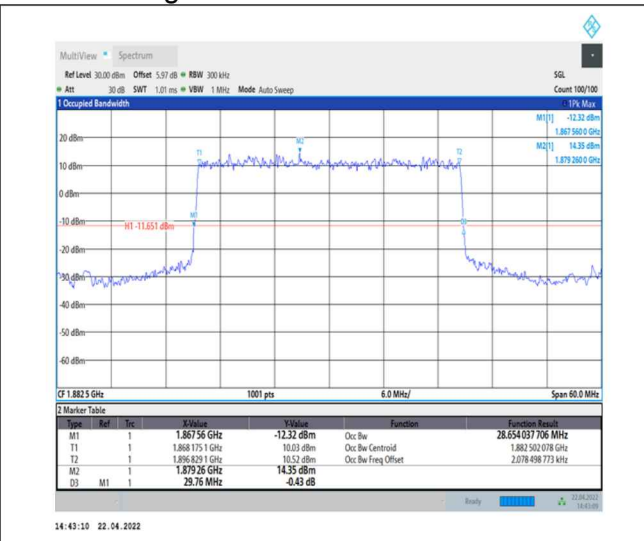 MultiView Spectrum
Ref Level 30.00 dBm Offset 5.97 dB RBW 300 kHz SGL
Att 30 dB SWT 1.01 ms VBW 1 MHz Mode Auto Sweep Count 100/100
1 Occupied Bandwidth 1Pk Max
M1[1] -12.32 dBm
1.867 560 0 GHz
M2[1] 14.35 dBm
1.879 260 0 GHz
20 dBm
M2
T1 T2
10 dBm
0 dBm
M1
-10 dBm
H1 -11.651 dBm
D3
-20 dBm
-30 dBm
-40 dBm
-50 dBm
-60 dBm
CF 1.882 5 GHz 1001 pts 6.0 MHz/ Span 60.0 MHz
2 Marker Table
Type Ref Trc X-Value Y-Value Function Function Result
M1 1 1.867 56 GHz -12.32 dBm Occ Bw 28.654 037 706 MHz
T1 1 1.868 175 1 GHz 10.03 dBm Occ Bw Centroid 1.882 502 078 GHz
T2 1 1.896 829 1 GHz 10.52 dBm Occ Bw Freq Offset 2.078 498 773 kHz
M2 1 1.879 26 GHz 14.35 dBm
D3 M1 1 29.76 MHz -0.43 dB
Ready 22.04.2022
14:43:09
14:43:10 22.04.2022